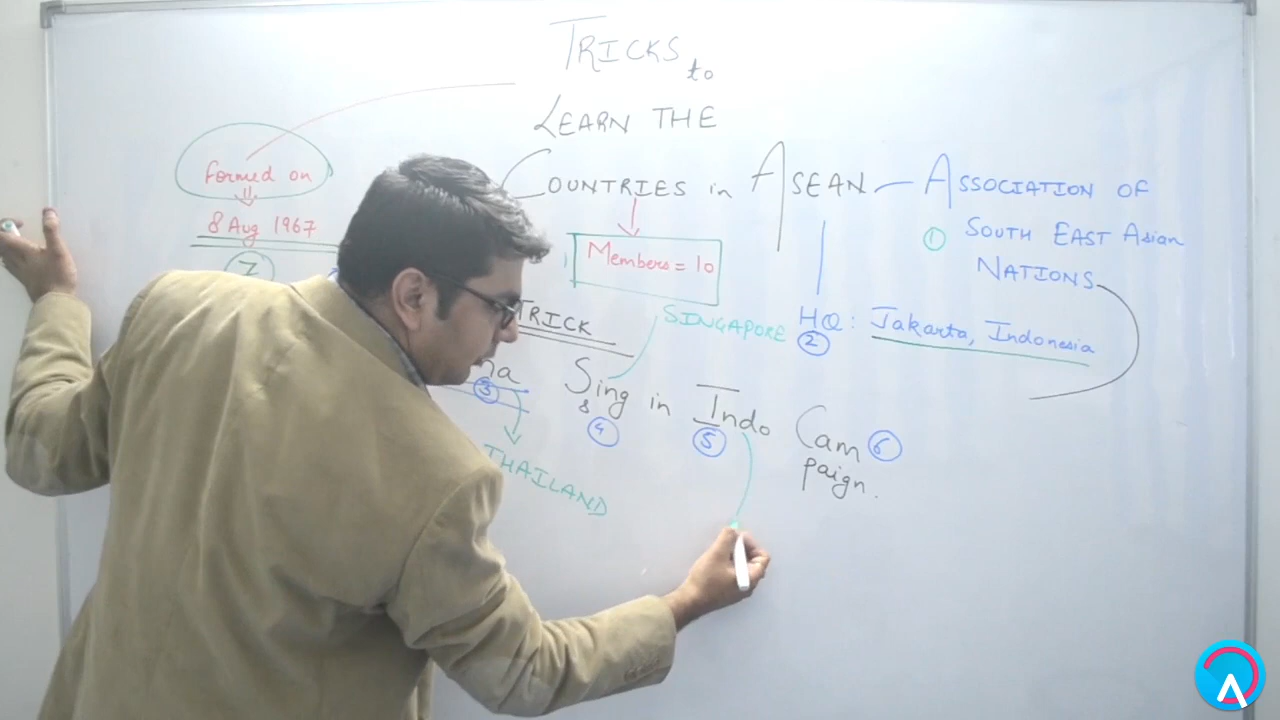 TRICKS to
LEARN THE
COUNTRIES in ASEAN — ASSOCIATION OF
SOUTH EAST Asian
NATIONS
①
Formed on
8 Aug 1967
Members = 10
TRICK
SINGAPORE
HQ: Jakarta, Indonesia
②
na Sing in Indo Cam
paign.
&
③ ④ ⑤ ⑥
THAILAND